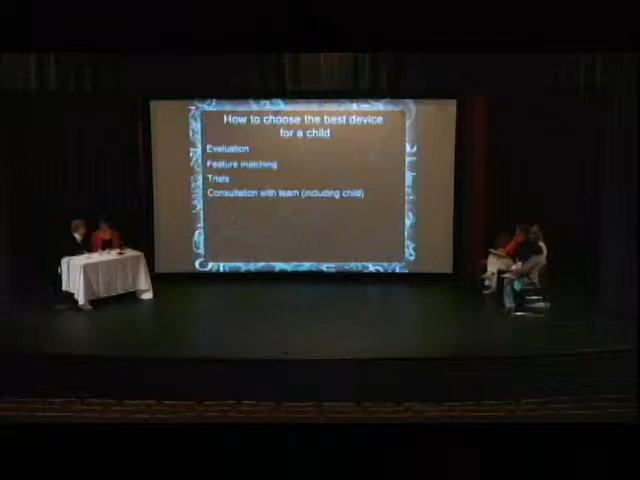 How to choose the best device
for a child
Evaluation
Feature matching
Trials
Consultation with team (including child)